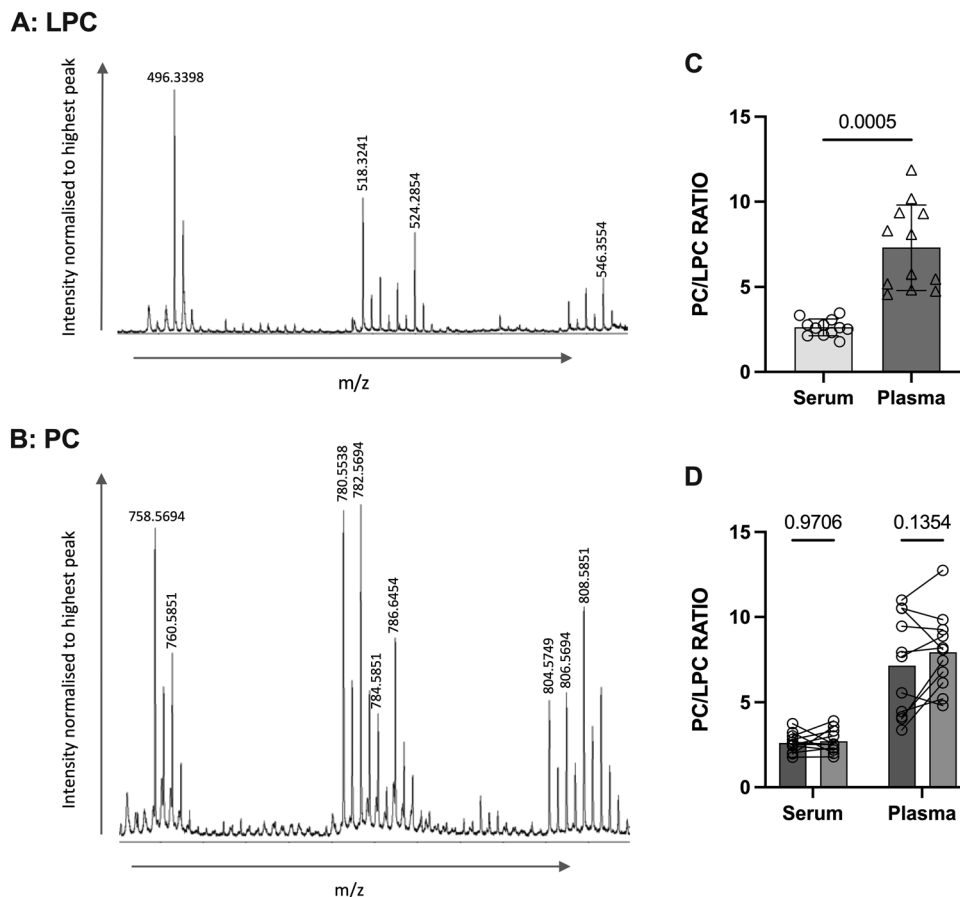 A: LPC
Intensity normalised to highest peak
496.3398
518.3241
524.2854
546.3554
m/z
B: PC
Intensity normalised to highest peak
758.5694
760.5851
780.5538
782.5694
784.5851
786.6454
804.5749
806.5694
808.5851
m/z
C
PC/LPC RATIO
15
10
5
0
0.0005
Serum Plasma
D
PC/LPC RATIO
15
10
5
0
0.9706 0.1354
Serum Plasma